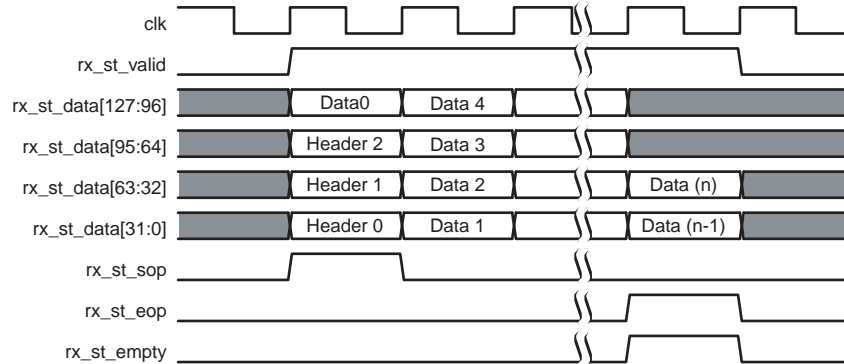 clk
rx_st_valid
rx_st_data[127:96] Data0 Data 4
rx_st_data[95:64] Header 2 Data 3
rx_st_data[63:32] Header 1 Data 2 Data (n)
rx_st_data[31:0] Header 0 Data 1 Data (n-1)
rx_st_sop
rx_st_eop
rx_st_empty